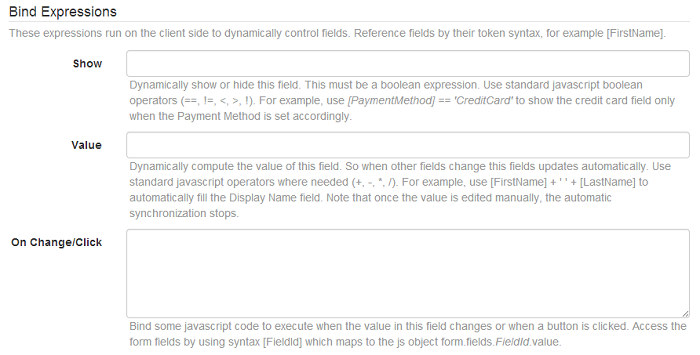 Bind Expressions
These expressions run on the client side to dynamically control fields. Reference fields by their token syntax, for example [FirstName].
Show
Dynamically show or hide this field. This must be a boolean expression. Use standard javascript boolean
operators (==, !=, <, >, !). For example, use [PaymentMethod] == 'CreditCard' to show the credit card field only
when the Payment Method is set accordingly.
Value
Dynamically compute the value of this field. So when other fields change this fields updates automatically. Use
standard javascript operators where needed (+, -, *, /). For example, use [FirstName] + ' ' + [LastName] to
automatically fill the Display Name field. Note that once the value is edited manually, the automatic
synchronization stops.
On Change/Click
Bind some javascript code to execute when the value in this field changes or when a button is clicked. Access the
form fields by using syntax [FieldId] which maps to the js object form.fields.FieldId.value.